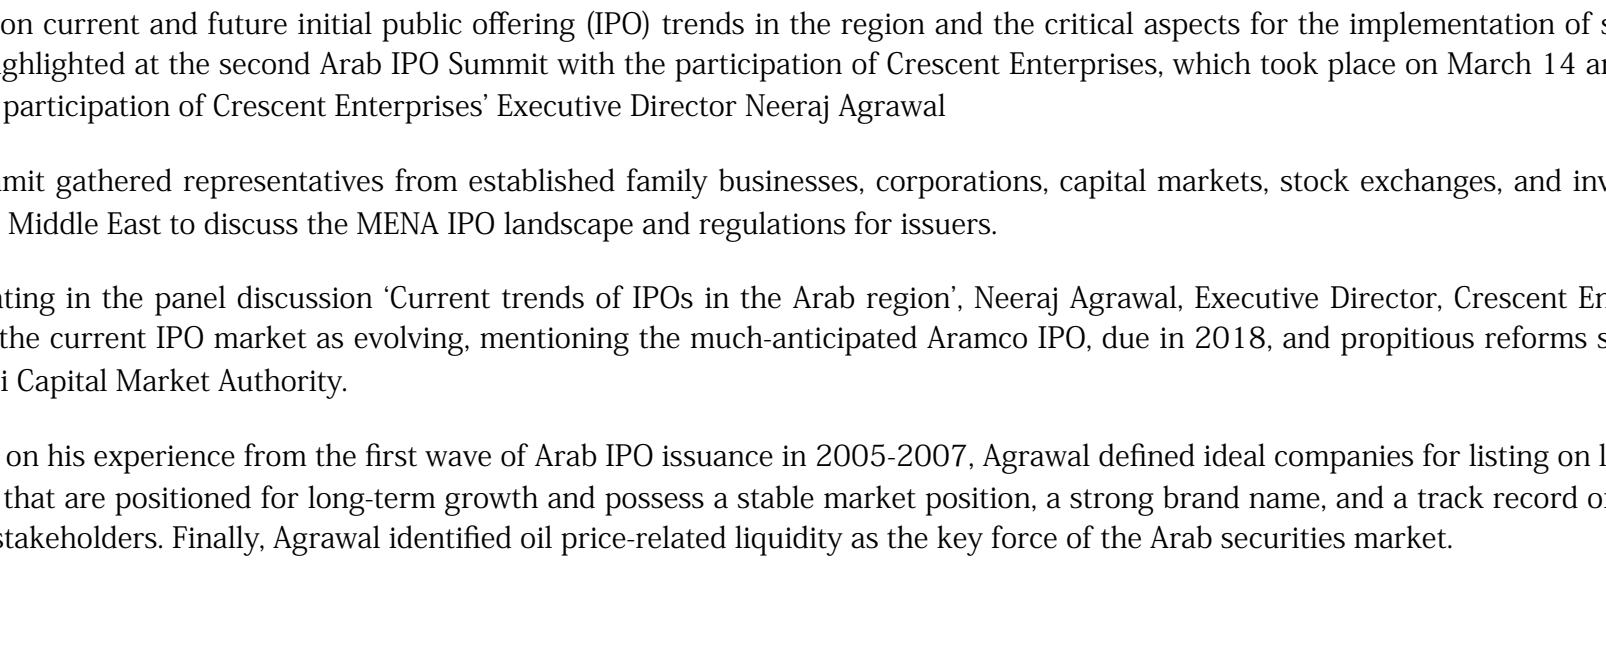 on current and future initial public offering (IPO) trends in the region and the critical aspects for the implementation of
highlighted at the second Arab IPO Summit with the participation of Crescent Enterprises, which took place on March 14
participation of Crescent Enterprises’ Executive Director Neeraj Agrawal
gathered representatives from established family businesses, corporations, capital markets, stock exchanges, and
Middle East to discuss the MENA IPO landscape and regulations for issuers.
in the panel discussion ‘Current trends of IPOs in the Arab region’, Neeraj Agrawal, Executive Director, Crescent
the current IPO market as evolving, mentioning the much-anticipated Aramco IPO, due in 2018, and propitious reforms
Capital Market Authority.
on his experience from the first wave of Arab IPO issuance in 2005-2007, Agrawal defined ideal companies for listing on
that are positioned for long-term growth and possess a stable market position, a strong brand name, and a track record
stakeholders. Finally, Agrawal identified oil price-related liquidity as the key force of the Arab securities market.